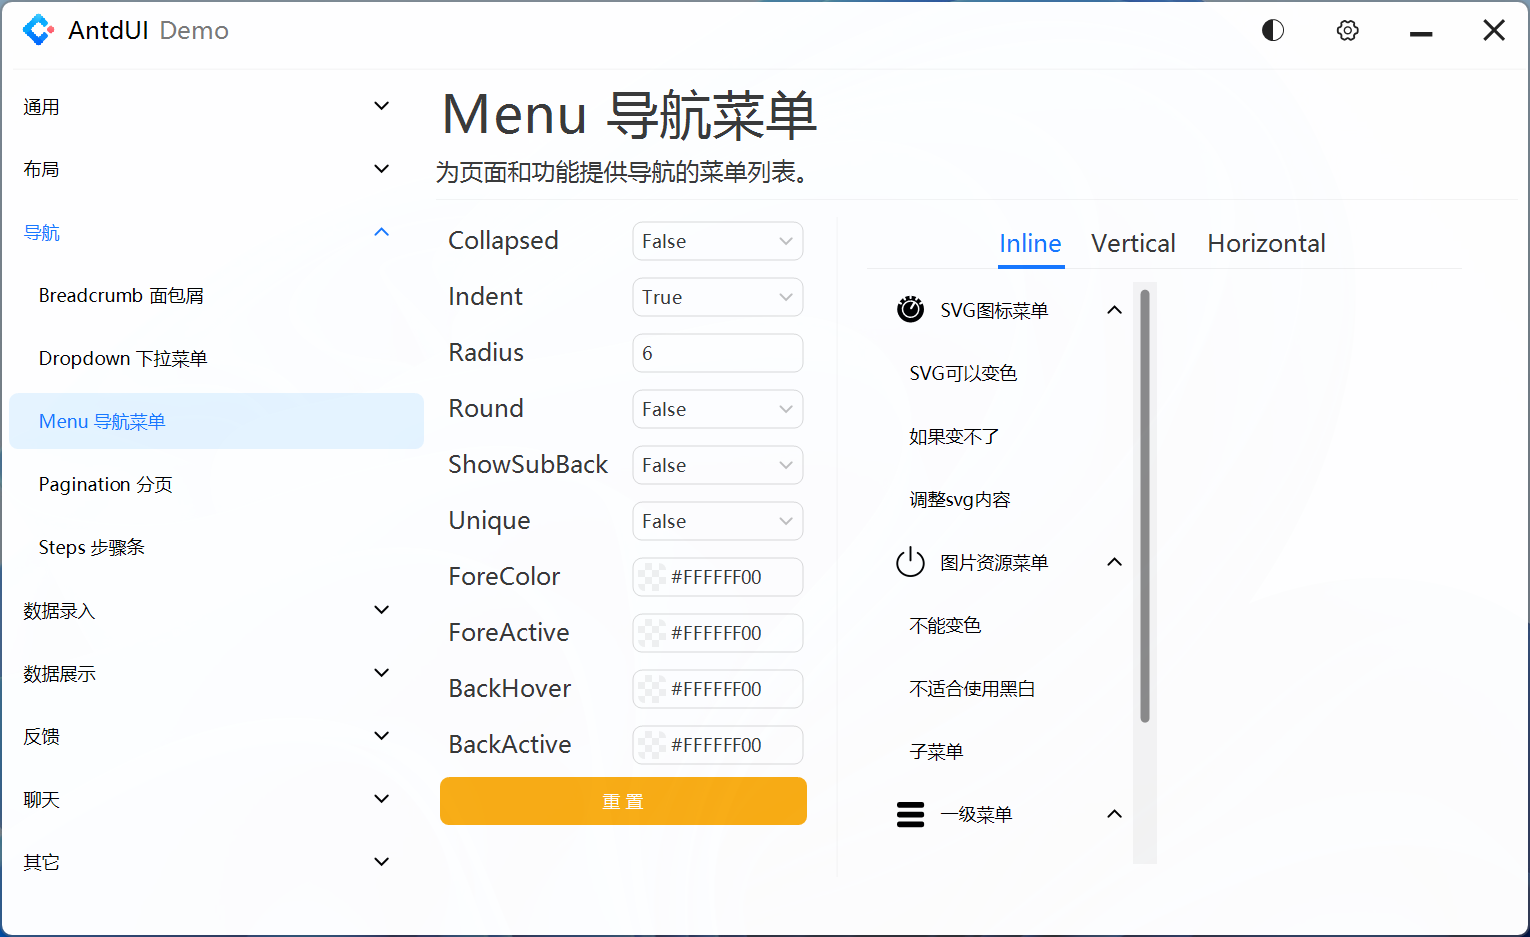 AntdUI Demo
通用
布局
导航
Breadcrumb 面包屑
Dropdown 下拉菜单
Menu 导航菜单
Pagination 分页
Steps 步骤条
数据录入
数据展示
反馈
聊天
其它
Menu 导航菜单
为页面和功能提供导航的菜单列表。
Collapsed False
Indent True
Radius 6
Round False
ShowSubBack False
Unique False
ForeColor #FFFFFF00
ForeActive #FFFFFF00
BackHover #FFFFFF00
BackActive #FFFFFF00
重置
Inline Vertical Horizontal
SVG图标菜单
SVG可以变色
如果变不了
调整svg内容
图片资源菜单
不能变色
不适合使用黑白
子菜单
一级菜单